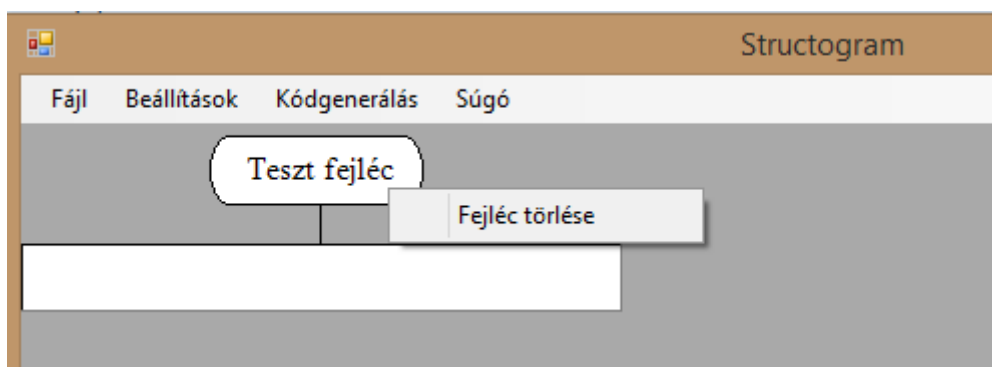 Structogram
Fájl Beállítások Kódgenerálás Súgó
Teszt fejléc
Fejléc törlése